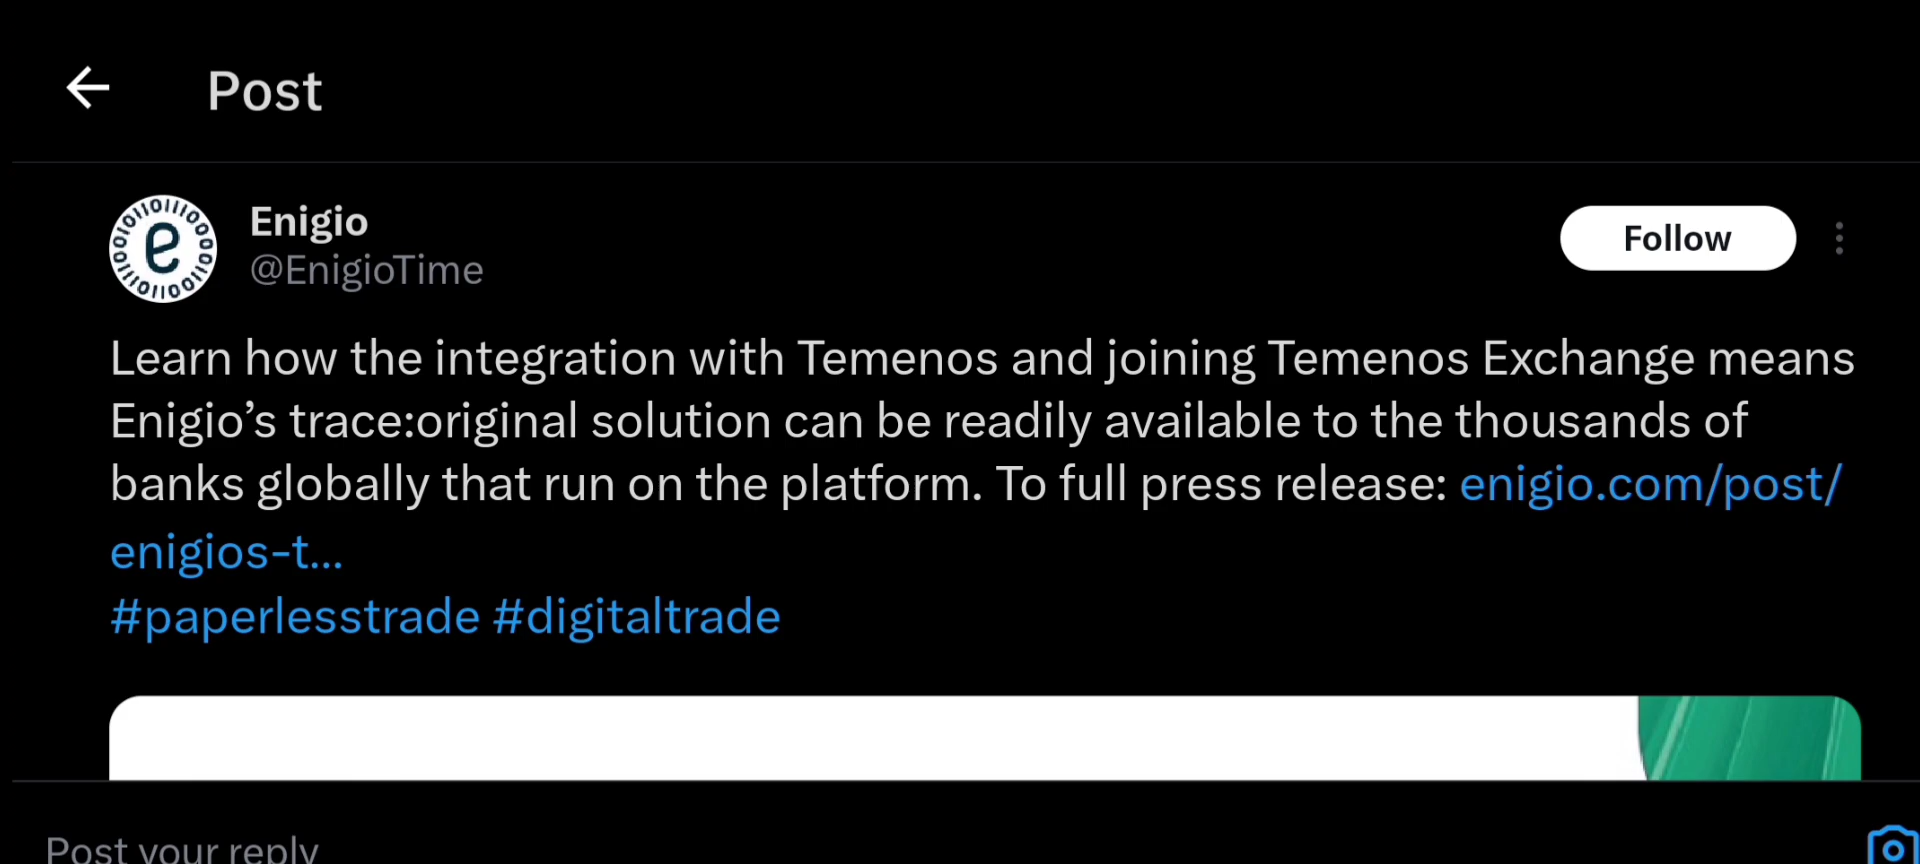 Post
Enigio
@EnigioTime
Follow
Learn how the integration with Temenos and joining Temenos Exchange means
Enigio’s trace:original solution can be readily available to the thousands of
banks globally that run on the platform. To full press release: enigio.com/post/
enigios-t…
#paperlesstrade #digitaltrade
Post your reply